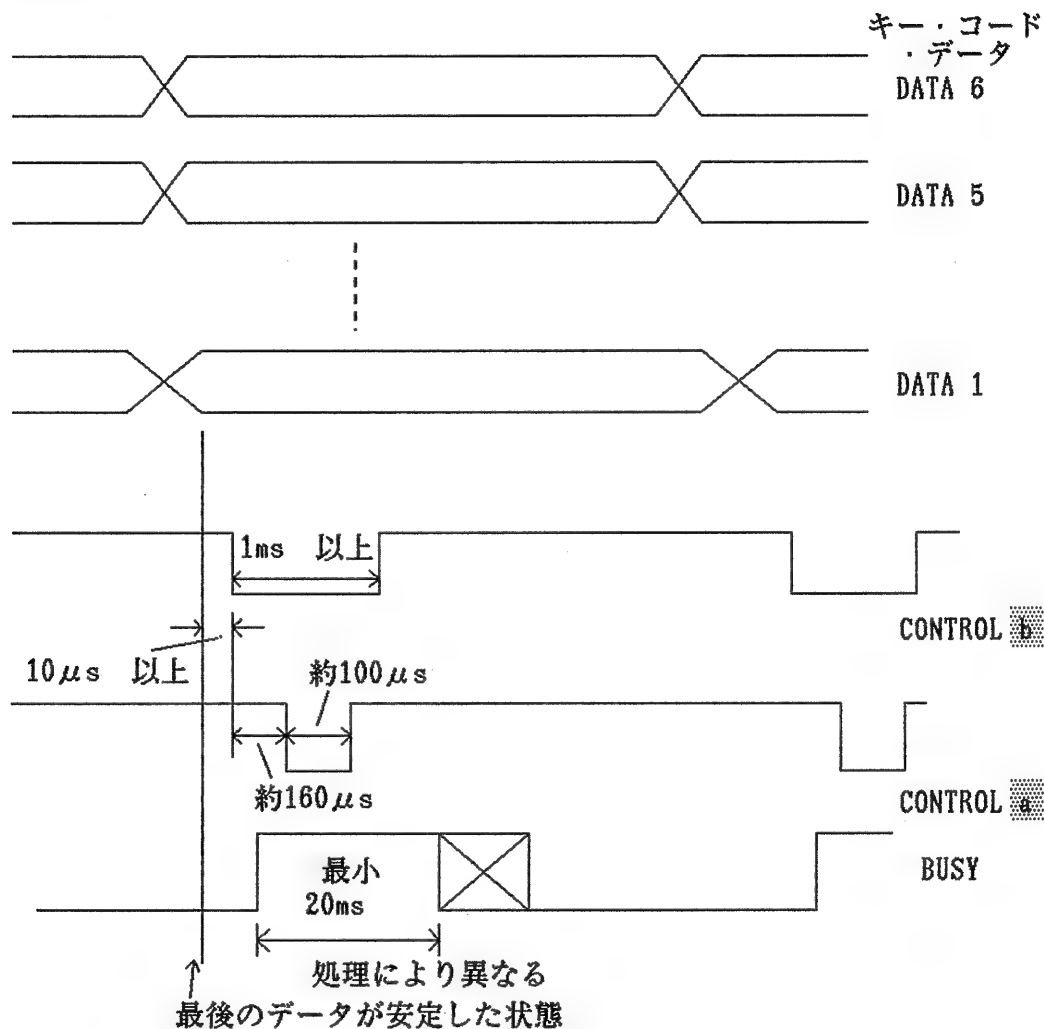 キー・コード
・データ
DATA 6
DATA 5
DATA 1
1ms 以上
CONTROL b
10μs 以上
約100μs
約160μs
CONTROL a
BUSY
最小
20ms
処理により異なる
最後のデータが安定した状態